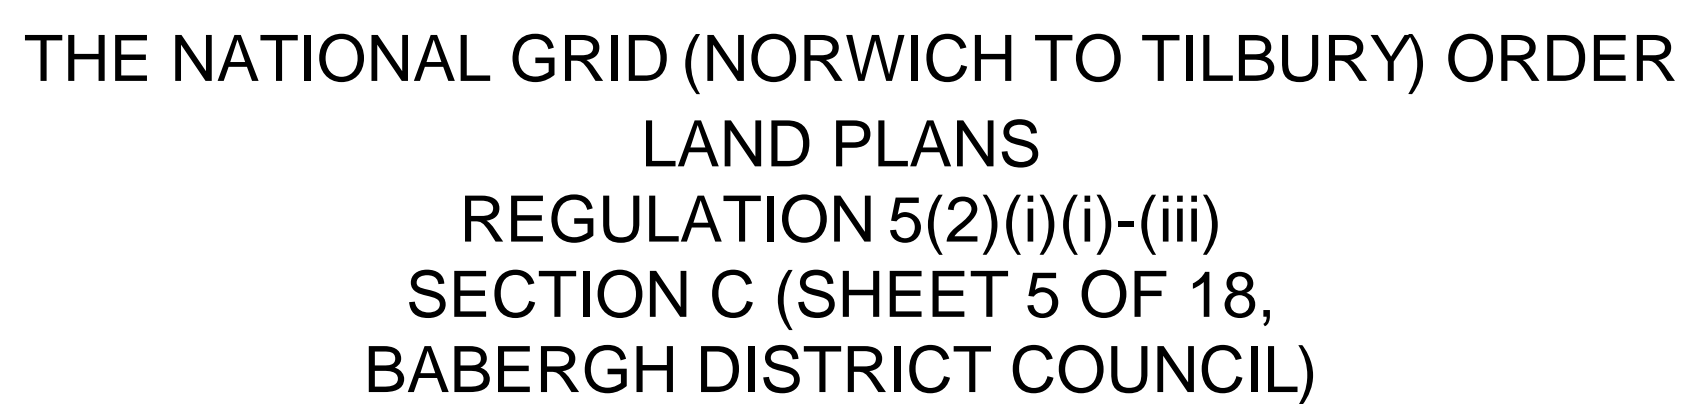 THE NATIONAL GRID (NORWICH TO TILBURY) ORDER
LAND PLANS
REGULATION 5(2)(i)(i)-(iii)
SECTION C (SHEET 5 OF 18,
BABERGH DISTRICT COUNCIL)